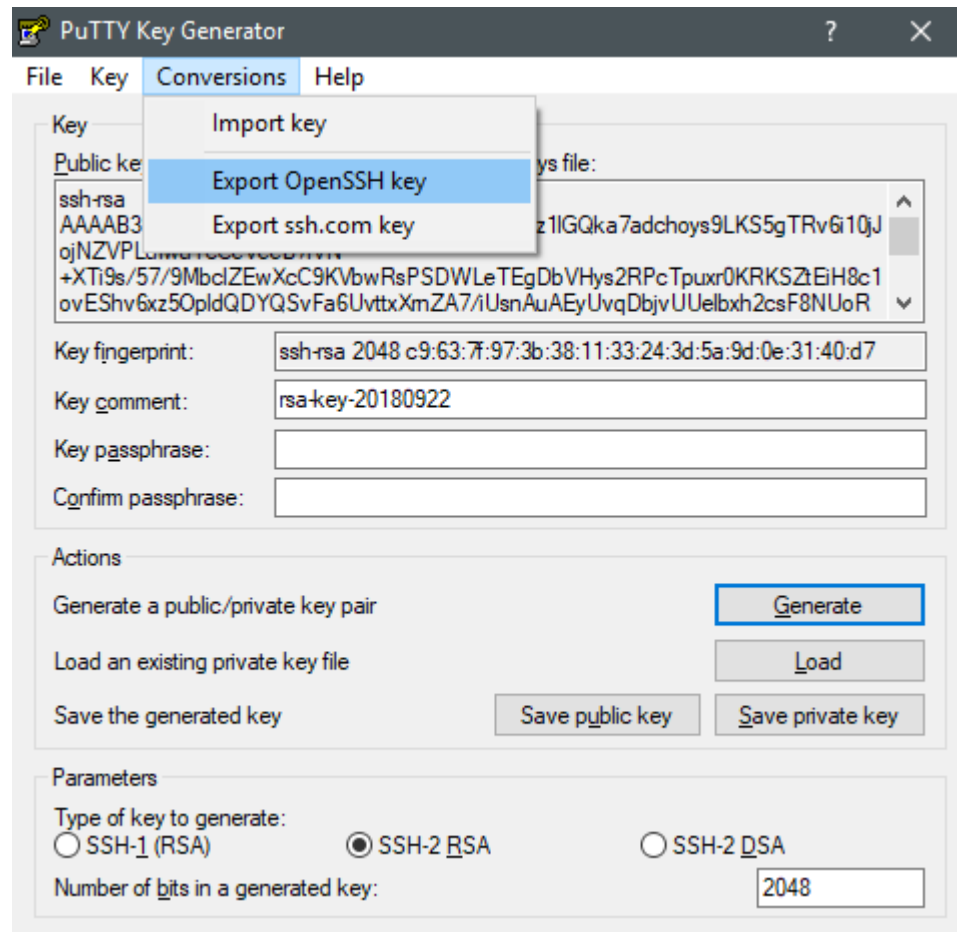 PuTTY Key Generator ? ×
File Key Conversions Help
Import key
Export OpenSSH key
Export ssh.com key
Key
Public ke ys file:
ssh-rsa
AAAAB3 z1lGQka7adchoys9LKS5gTRv6i10jJ
+XTi9s/57/9MbclZEwXcC9KVbwRsPSDWLeTEgDbVHys2RPcTpuxr0KRKSZtEiH8c1
ovEShv6xz5OpldQDYQSvFa6UvttxXmZA7/iUsnAuAEyUvqDbjvUUelbxh2csF8NUoR
Key fingerprint: ssh-rsa 2048 c9:63:7f:97:3b:38:11:33:24:3d:5a:9d:0e:31:40:d7
Key comment: rsa-key-20180922
Key passphrase:
Confirm passphrase:
Actions
Generate a public/private key pair Generate
Load an existing private key file Load
Save the generated key Save public key Save private key
Parameters
Type of key to generate:
SSH-1 (RSA) SSH-2 RSA SSH-2 DSA
Number of bits in a generated key: 2048